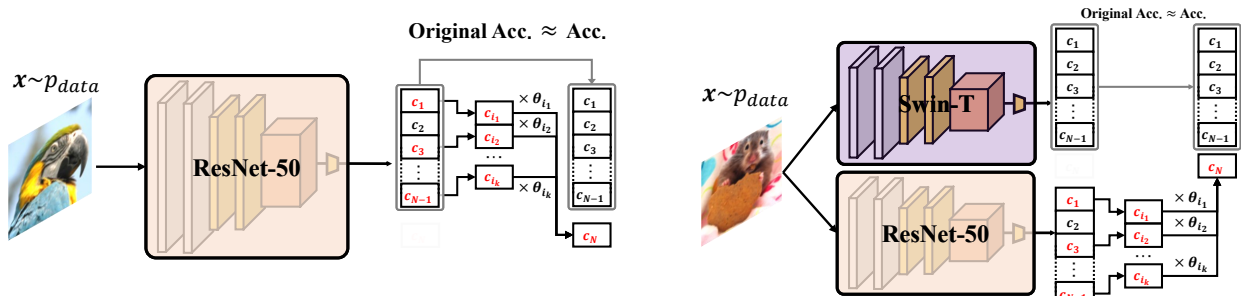 Original Acc. ≈ Acc.
x~p_data
ResNet-50
c_1
c_2
c_3
c_{N-1}
c_{i_1}
c_{i_2}
...
c_{i_k}
× θ_{i_1}
× θ_{i_2}
× θ_{i_k}
c_1
c_2
c_3
c_{N-1}
c_N
Original Acc. ≈ Acc.
x~p_data
Swin-T
c_1
c_2
c_3
c_{N-1}
c_1
c_2
c_3
c_{N-1}
c_N
ResNet-50
c_1
c_2
c_3
c_{N-1}
c_{i_1}
c_{i_2}
...
c_{i_k}
× θ_{i_1}
× θ_{i_2}
× θ_{i_k}